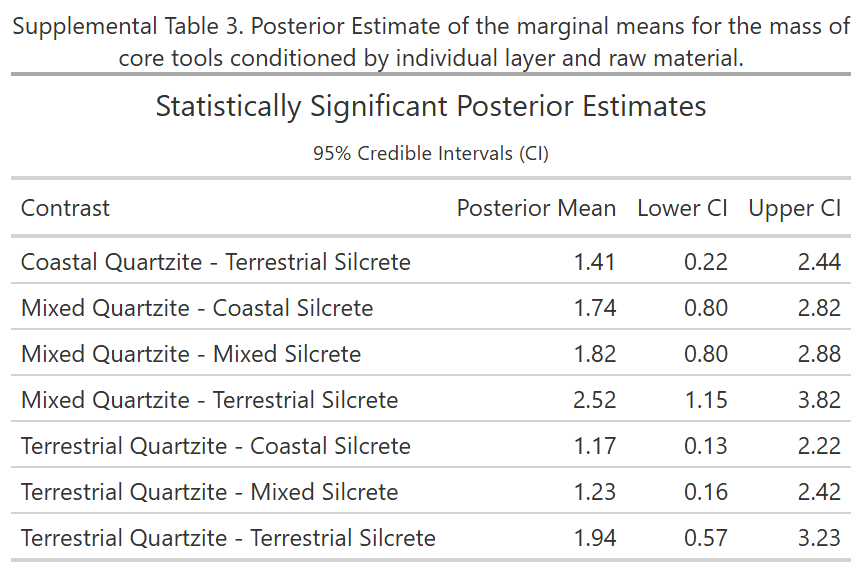 Supplemental Table 3. Posterior Estimate of the marginal means for the mass of
core tools conditioned by individual layer and raw material.
Statistically Significant Posterior Estimates
95% Credible Intervals (CI)
Contrast Posterior Mean Lower CI Upper CI
Coastal Quartzite - Terrestrial Silcrete 1.41 0.22 2.44
Mixed Quartzite - Coastal Silcrete 1.74 0.80 2.82
Mixed Quartzite - Mixed Silcrete 1.82 0.80 2.88
Mixed Quartzite - Terrestrial Silcrete 2.52 1.15 3.82
Terrestrial Quartzite - Coastal Silcrete 1.17 0.13 2.22
Terrestrial Quartzite - Mixed Silcrete 1.23 0.16 2.42
Terrestrial Quartzite - Terrestrial Silcrete 1.94 0.57 3.23